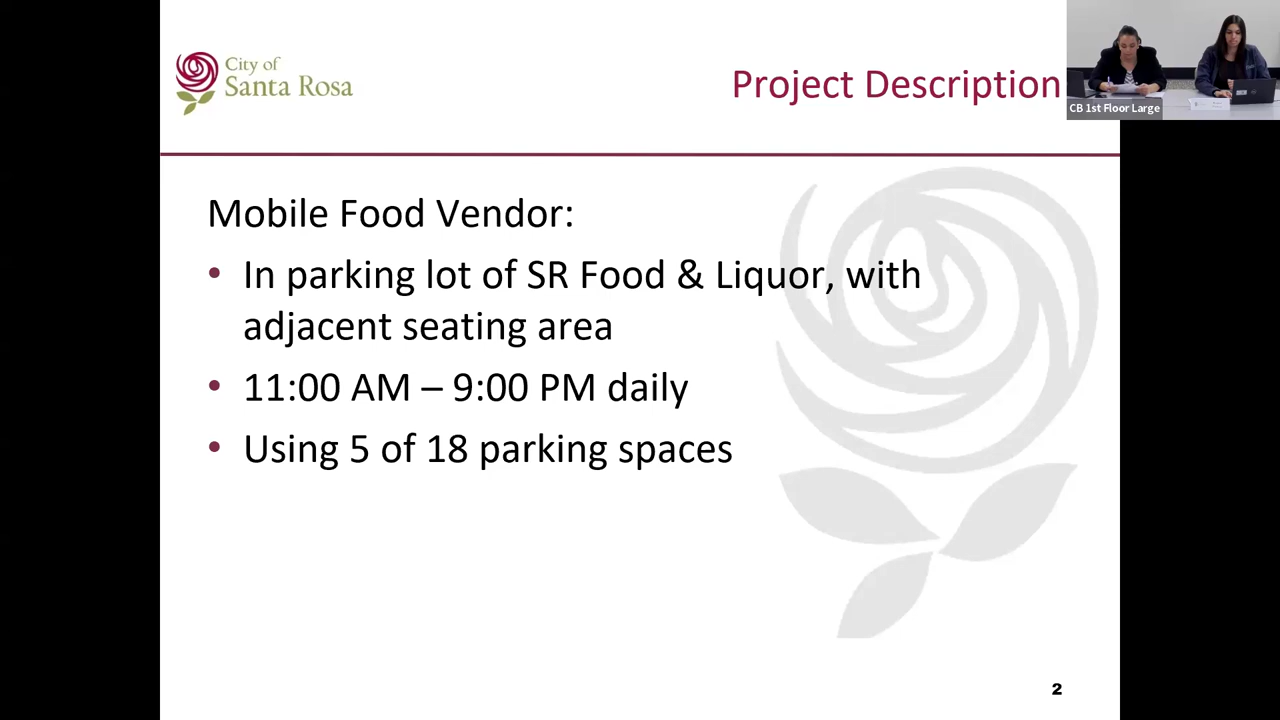 City of
Santa Rosa
Project Description
CB 1st Floor Large
Mobile Food Vendor:
• In parking lot of SR Food & Liquor, with
adjacent seating area
• 11:00 AM – 9:00 PM daily
• Using 5 of 18 parking spaces
2